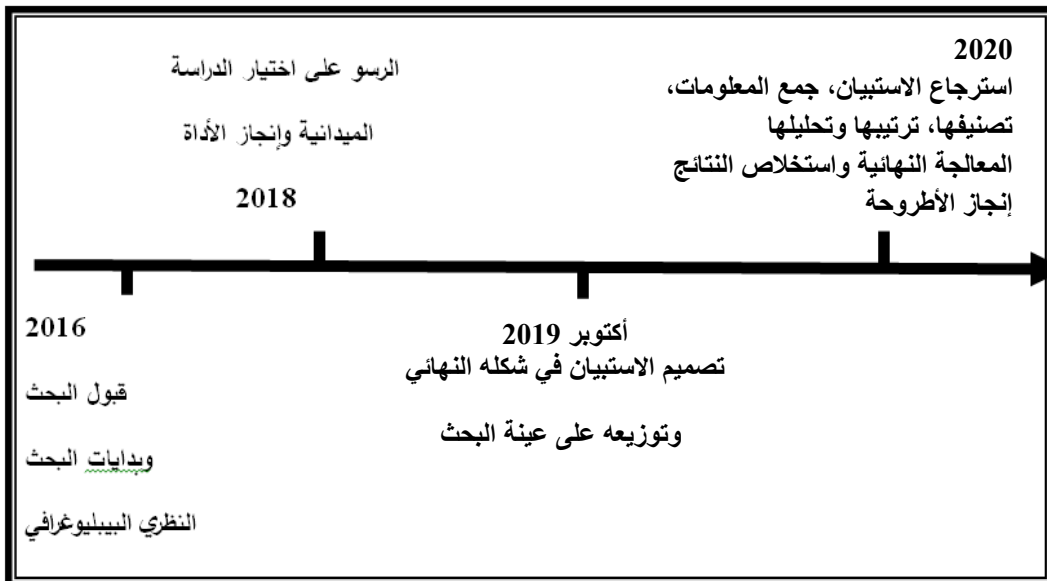 2020
استرجاع الاستبيان، جمع المعلومات،
تصنيفها، ترتيبها وتحليلها
المعالجة النهائية واستخلاص النتائج
إنجاز الأطروحة
الرسو على اختيار الدراسة
الميدانية وإنجاز الأداة
2018
أكتوبر 2019
تصميم الاستبيان في شكله النهائي
وتوزيعه على عينة البحث
2016
قبول البحث
وبدايات البحث
النظري البيبليوغرافي